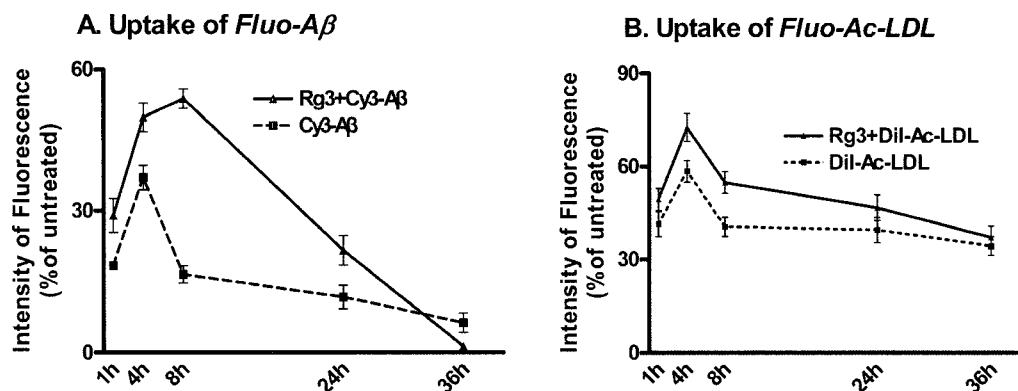 A. Uptake of Fluo-Aβ
Intensity of Fluorescence
(%of untreated)
60
30
0
Rg3+Cy3-Aβ
Cy3-Aβ
1h
4h
8h
24h
36h
B. Uptake of Fluo-Ac-LDL
Intensity of Fluorescence
(%of untreated)
90
60
30
0
Rg3+Dil-Ac-LDL
Dil-Ac-LDL
1h
4h
8h
24h
36h